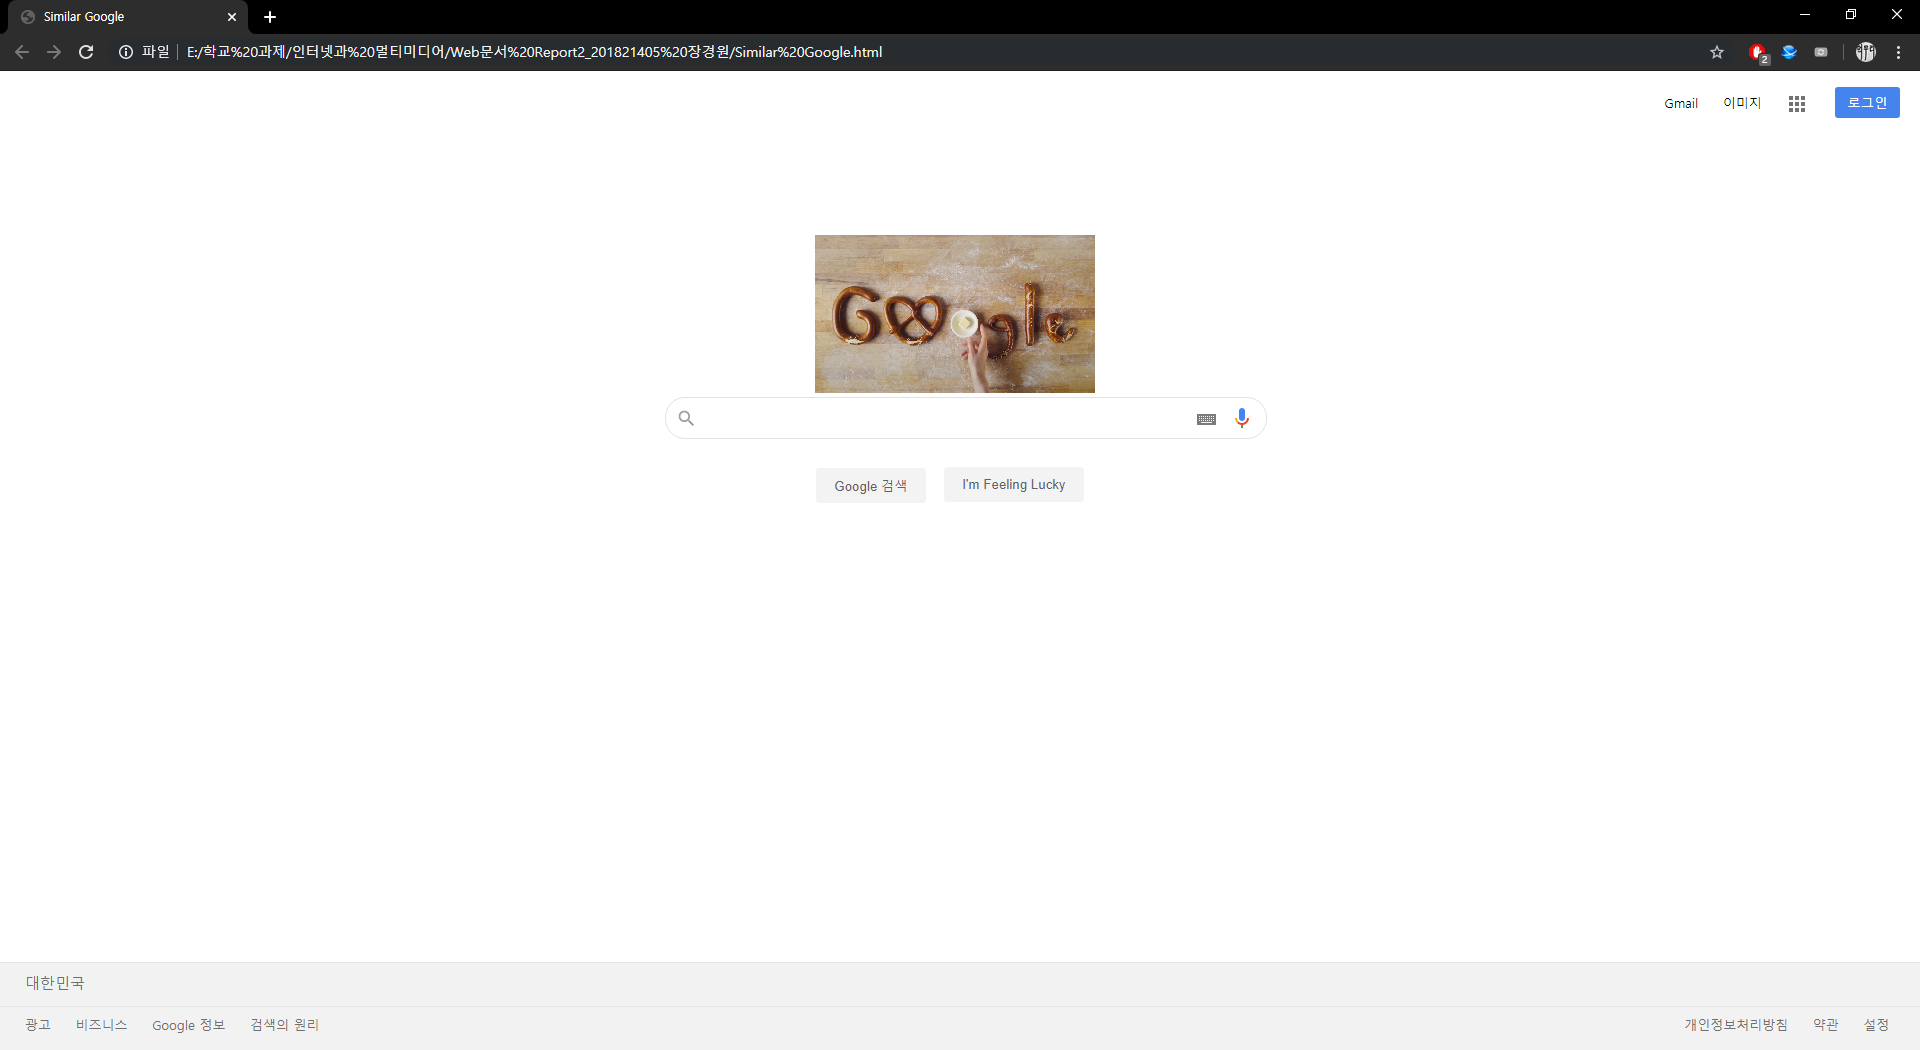 Similar Google
파일 E:/학교%20과제/인터넷과%20멀티미디어/Web문서%20Report2_201821405%20장경원/Similar%20Google.html
2
Gmail 이미지 로그인
Google
Google 검색 I'm Feeling Lucky
대한민국
광고 비즈니스 Google 정보 검색의 원리 개인정보처리방침 약관 설정